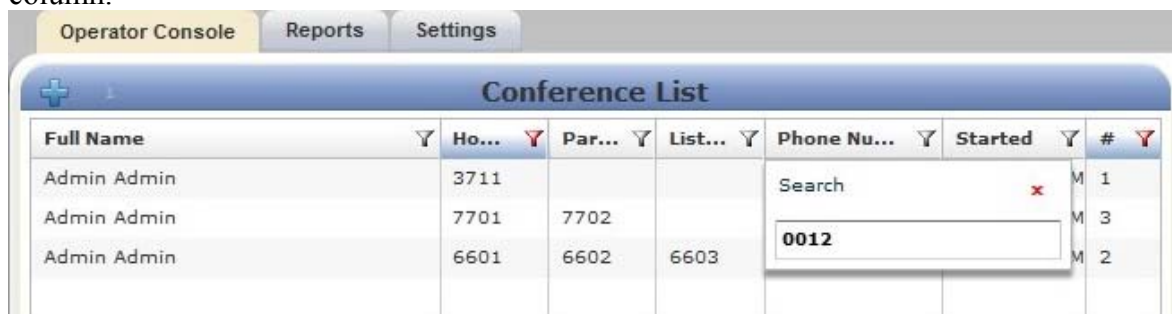 Operator Console Reports Settings
Conference List
Full Name Ho... Par... List... Phone Nu... Started #
Admin Admin 3711 Search x M 1
Admin Admin 7701 7702 M 3
0012
Admin Admin 6601 6602 6603 M 2